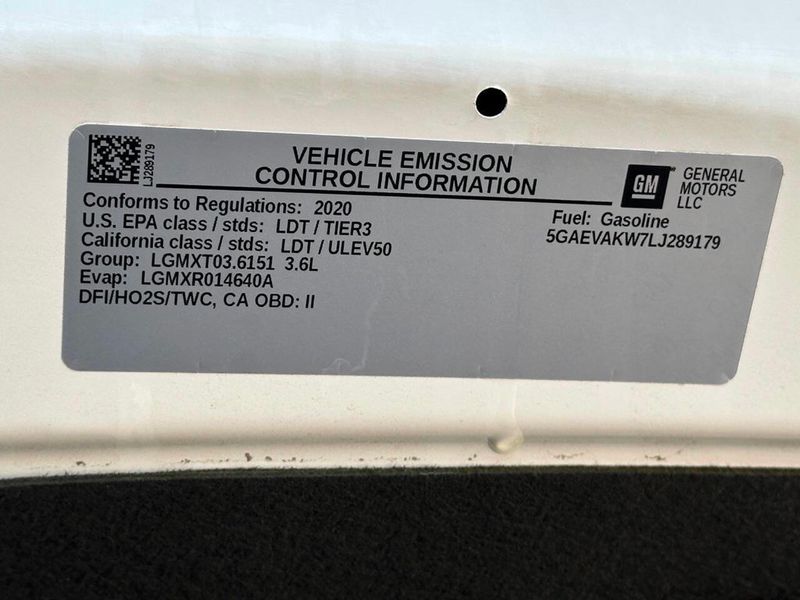 LJ289179
VEHICLE EMISSION
CONTROL INFORMATION
GM
GENERAL
MOTORS
LLC
Conforms to Regulations: 2020
U.S. EPA class / stds: LDT / TIER3
California class / stds: LDT / ULEV50
Group: LGMXT03.6151 3.6L
Evap: LGMXR014640A
DFI/HO2S/TWC, CA OBD: II
Fuel: Gasoline
5GAEVAKW7LJ289179